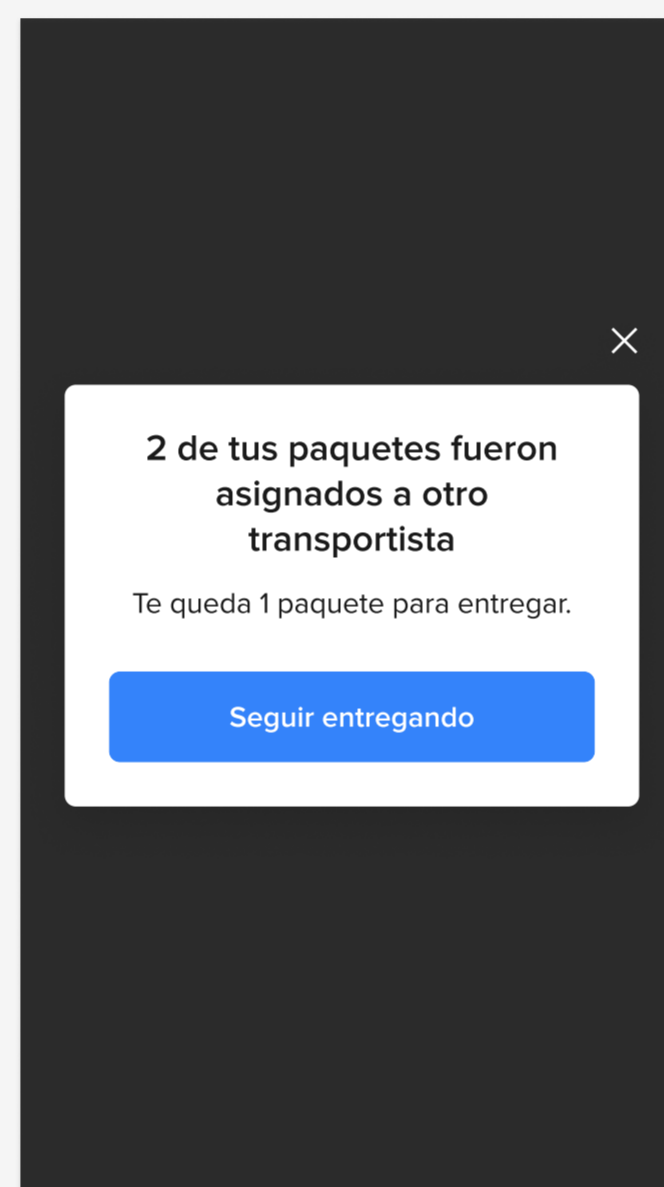 2 de tus paquetes fueron
asignados a otro
transportista
Te queda 1 paquete para entregar.
Seguir entregando